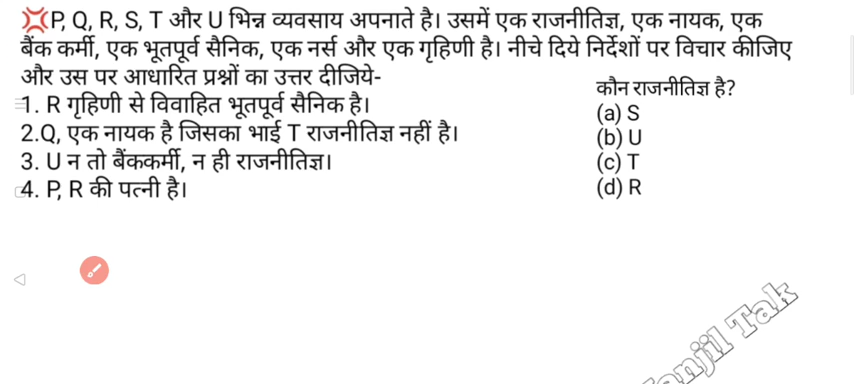 P, Q, R, S, T और U भिन्न व्यवसाय अपनाते है। उसमें एक राजनीतिज्ञ, एक नायक, एक
बैंक कर्मी, एक भूतपूर्व सैनिक, एक नर्स और एक गृहिणी है। नीचे दिये निर्देशों पर विचार कीजिए
और उस पर आधारित प्रश्नों का उत्तर दीजिये-
1. R गृहिणी से विवाहित भूतपूर्व सैनिक है।
2.Q, एक नायक है जिसका भाई T राजनीतिज्ञ नहीं है।
3. U न तो बैंककर्मी, न ही राजनीतिज्ञ।
4. P, R की पत्नी है।
कौन राजनीतिज्ञ है?
(a) S
(b) U
(c) T
(d) R
Tak